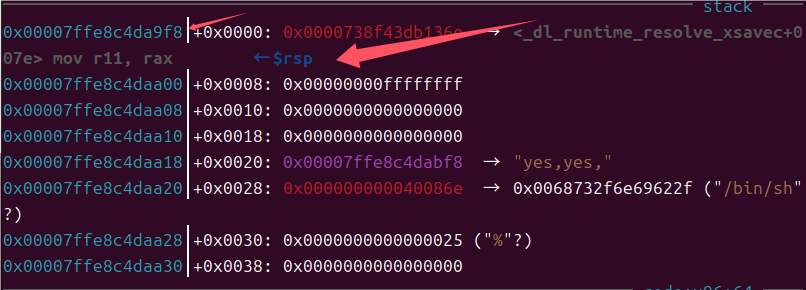 stack
0x00007ffe8c4da9f8 +0x0000: 0x0000738f43db136e → <_dl_runtime_resolve_xsavec+0
07e> mov r11, rax ←$rsp
0x00007ffe8c4daa00 +0x0008: 0x00000000ffffffff
0x00007ffe8c4daa08 +0x0010: 0x0000000000000000
0x00007ffe8c4daa10 +0x0018: 0x0000000000000000
0x00007ffe8c4daa18 +0x0020: 0x00007ffe8c4dabf8 → "yes,yes,"
0x00007ffe8c4daa20 +0x0028: 0x000000000040086e → 0x0068732f6e69622f ("/bin/sh"
?)
0x00007ffe8c4daa28 +0x0030: 0x0000000000000025 ("%"?)
0x00007ffe8c4daa30 +0x0038: 0x0000000000000000